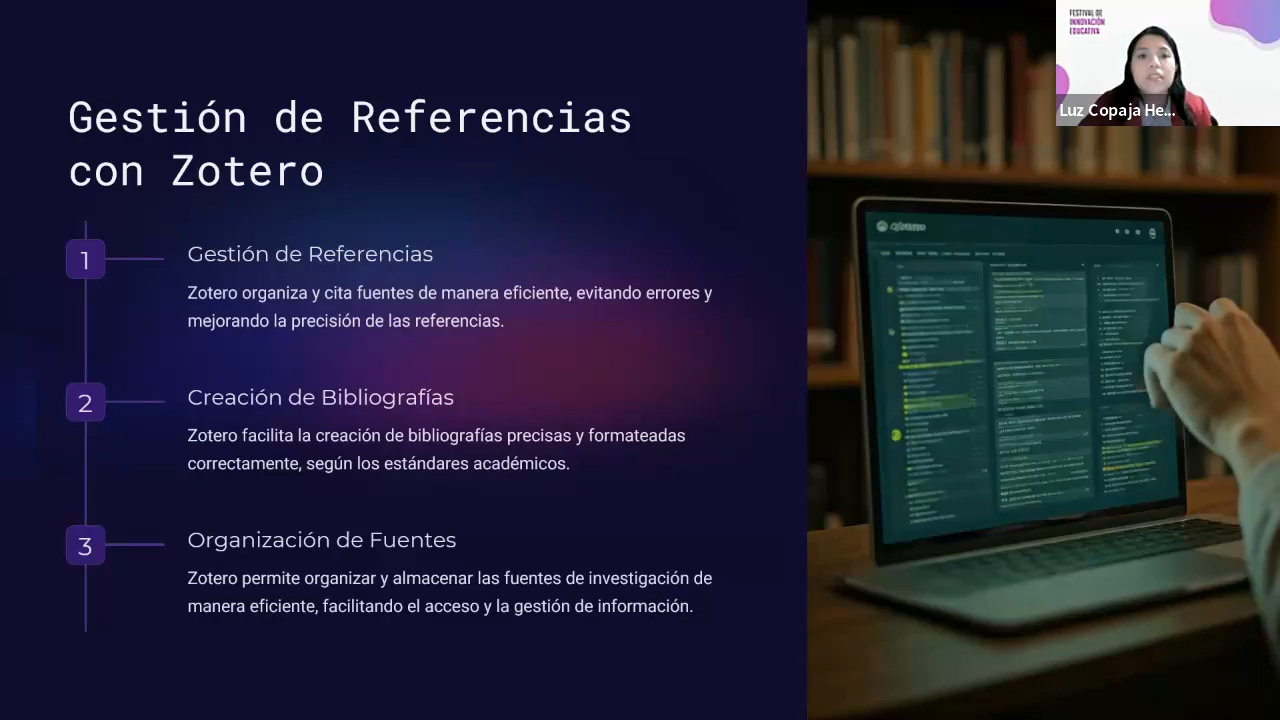 Gestión de Referencias
con Zotero
1
Gestión de Referencias
Zotero organiza y cita fuentes de manera eficiente, evitando errores y
mejorando la precisión de las referencias.
2
Creación de Bibliografías
Zotero facilita la creación de bibliografías precisas y formateadas
correctamente, según los estándares académicos.
3
Organización de Fuentes
Zotero permite organizar y almacenar las fuentes de investigación de
manera eficiente, facilitando el acceso y la gestión de información.
FESTIVAL DE
INNOVACIÓN
EDUCATIVA
Luz Copaja He...